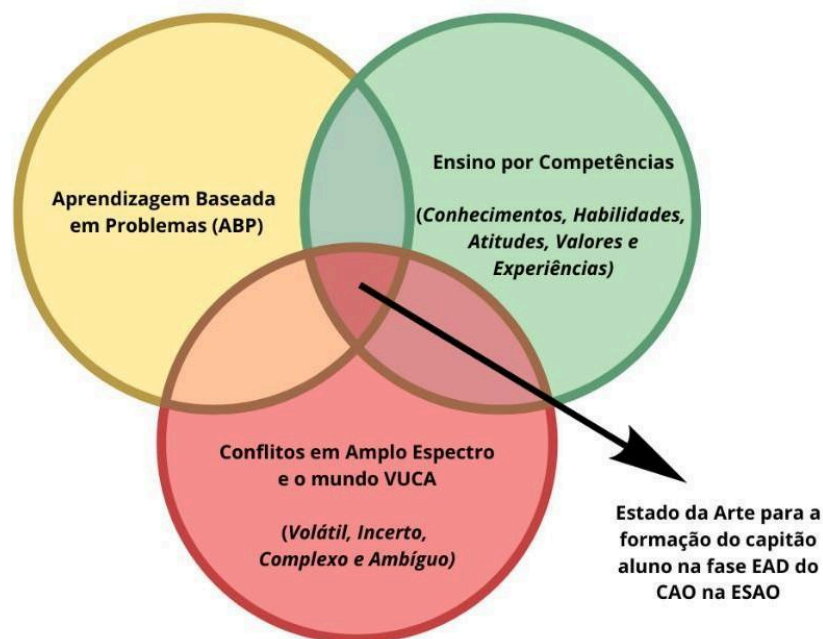 Aprendizagem Baseada
em Problemas (ABP)
Ensino por Competências
(Conhecimentos, Habilidades,
Atitudes, Valores e
Experiências)
Conflitos em Amplo Espectro
e o mundo VUCA
(Volátil, Incerto,
Complexo e Ambíguo)
Estado da Arte para a
formação do capitão
aluno na fase EAD do
CAO na ESAO